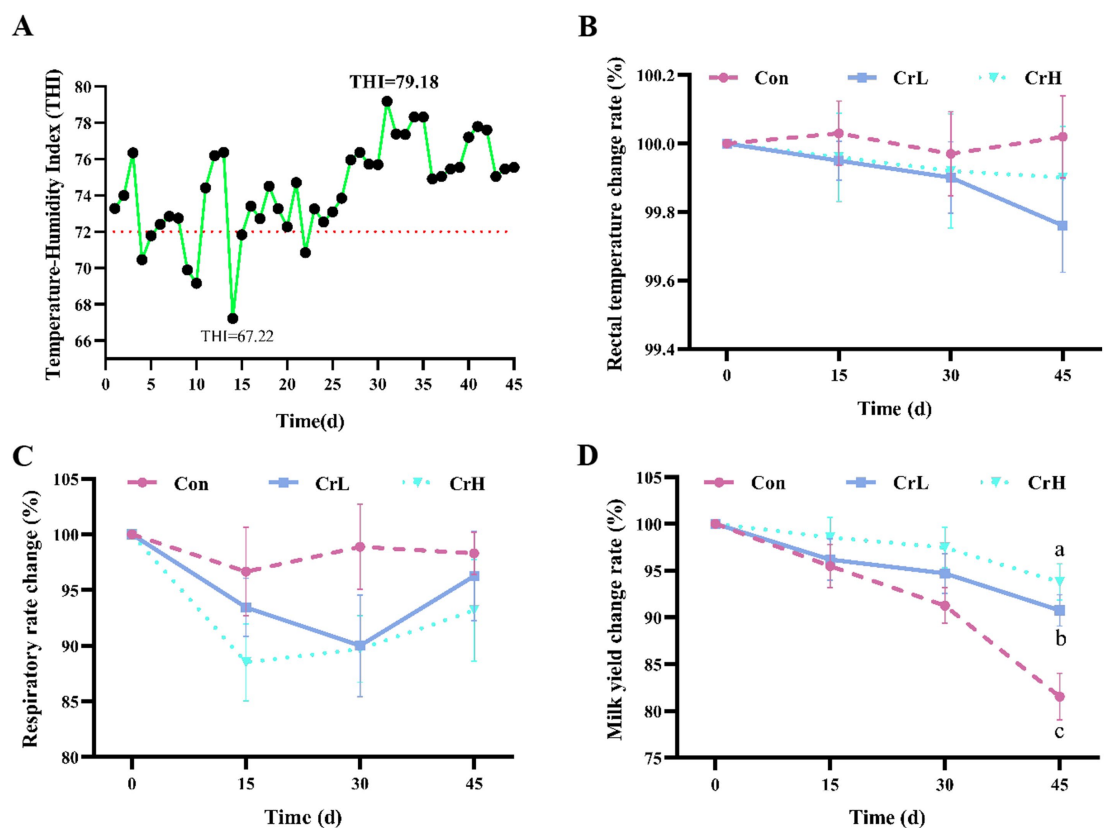 A
Temperature-Humidity Index (THI)
80
78
76
74
72
70
68
66
THI=79.18
THI=67.22
0 5 10 15 20 25 30 35 40 45
Time(d)
B
Rectal temperature change rate (%)
100.2
100.0
99.8
99.6
99.4
Con CrL CrH
0 15 30 45
Time (d)
C
Respiratory rate change (%)
105
100
95
90
85
80
Con CrL CrH
0 15 30 45
Time (d)
D
Milk yield change rate (%)
105
100
95
90
85
80
75
Con CrL CrH
a
b
c
0 15 30 45
Time (d)